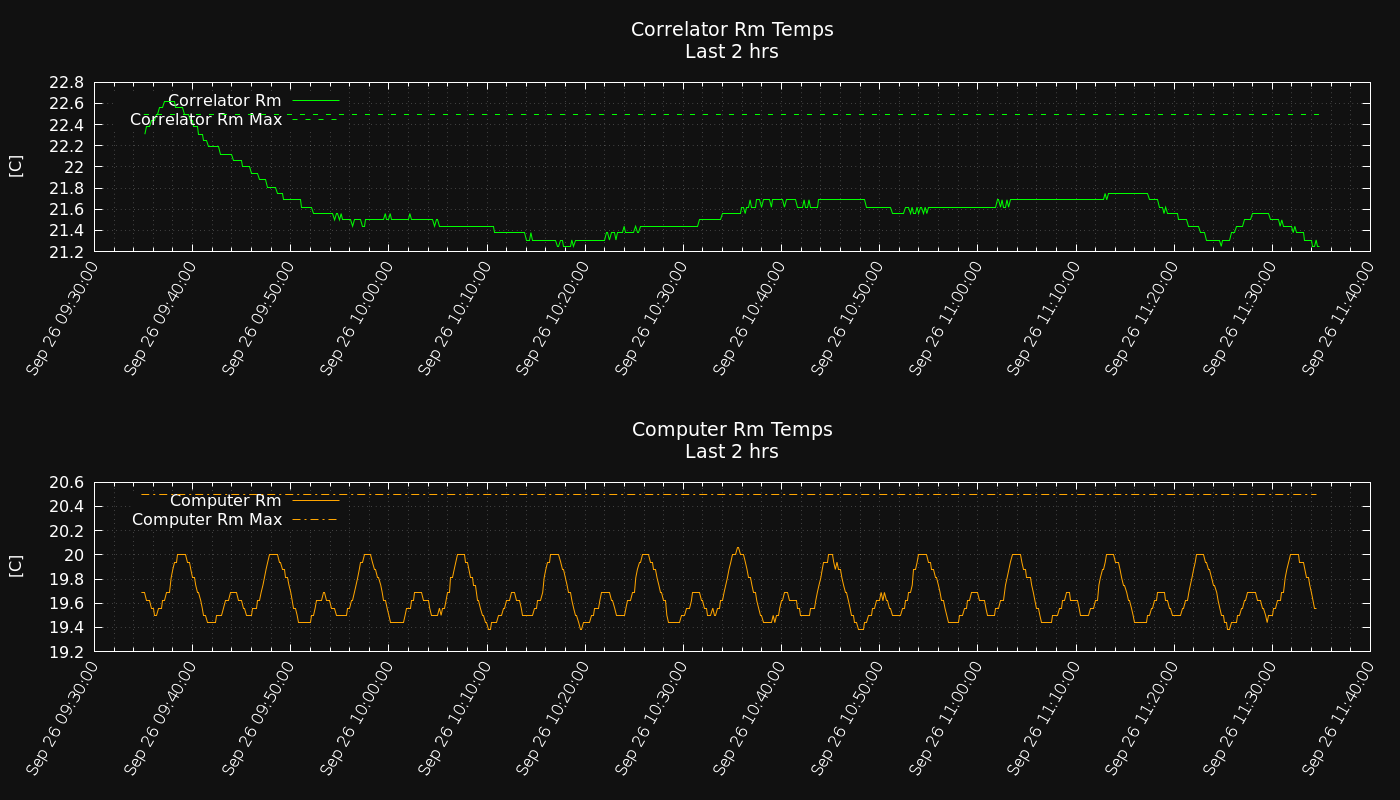 Correlator Rm Temps
Last 2 hrs
[C]
22.8
22.6
22.4
22.2
22
21.8
21.6
21.4
21.2
Correlator Rm
Correlator Rm Max
Sep 26 09:30:00
Sep 26 09:40:00
Sep 26 09:50:00
Sep 26 10:00:00
Sep 26 10:10:00
Sep 26 10:20:00
Sep 26 10:30:00
Sep 26 10:40:00
Sep 26 10:50:00
Sep 26 11:00:00
Sep 26 11:10:00
Sep 26 11:20:00
Sep 26 11:30:00
Sep 26 11:40:00
Computer Rm Temps
Last 2 hrs
[C]
20.6
20.4
20.2
20
19.8
19.6
19.4
19.2
Computer Rm
Computer Rm Max
Sep 26 09:30:00
Sep 26 09:40:00
Sep 26 09:50:00
Sep 26 10:00:00
Sep 26 10:10:00
Sep 26 10:20:00
Sep 26 10:30:00
Sep 26 10:40:00
Sep 26 10:50:00
Sep 26 11:00:00
Sep 26 11:10:00
Sep 26 11:20:00
Sep 26 11:30:00
Sep 26 11:40:00